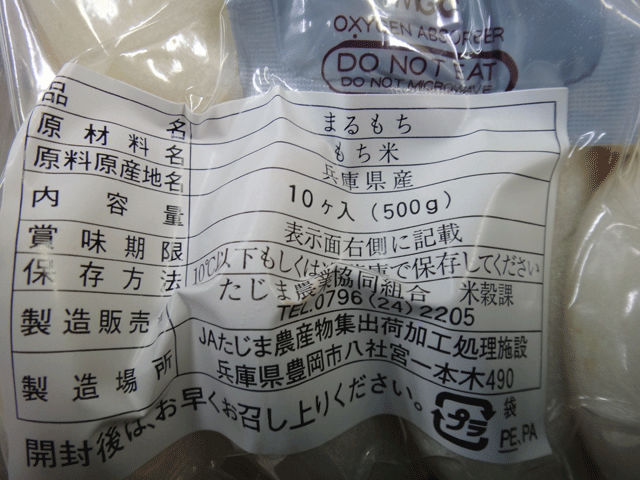 OXYGEN ABSORBER
DO NOT EAT
DO NOT MICROWAVE
品名 まるもち
原材料名 もち米
原料原産地名 兵庫県産
内容量 10ヶ入(500g)
賞味期限 表示面右側に記載
保存方法 10℃以下もしくは 庫で保存してください
製造販売 たじま農業協同組合 米穀課
TEL.0796(24)2205
製造場所 JAたじま農産物集出荷加工処理施設
兵庫県豊岡市八社宮一本木490
開封後は、お早くお召し上りください。
プラ
袋
PE,PA